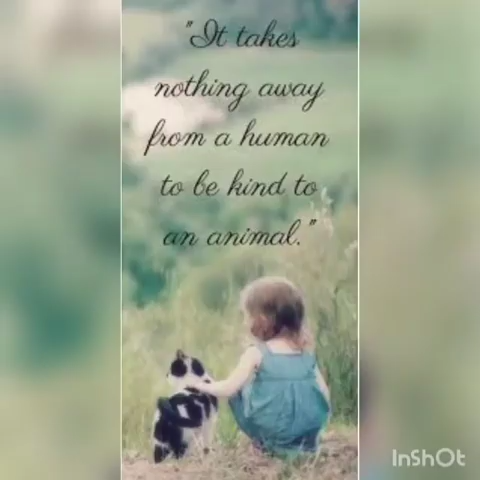 "It takes
nothing away
from a human
to be kind to
an animal."
InShOt